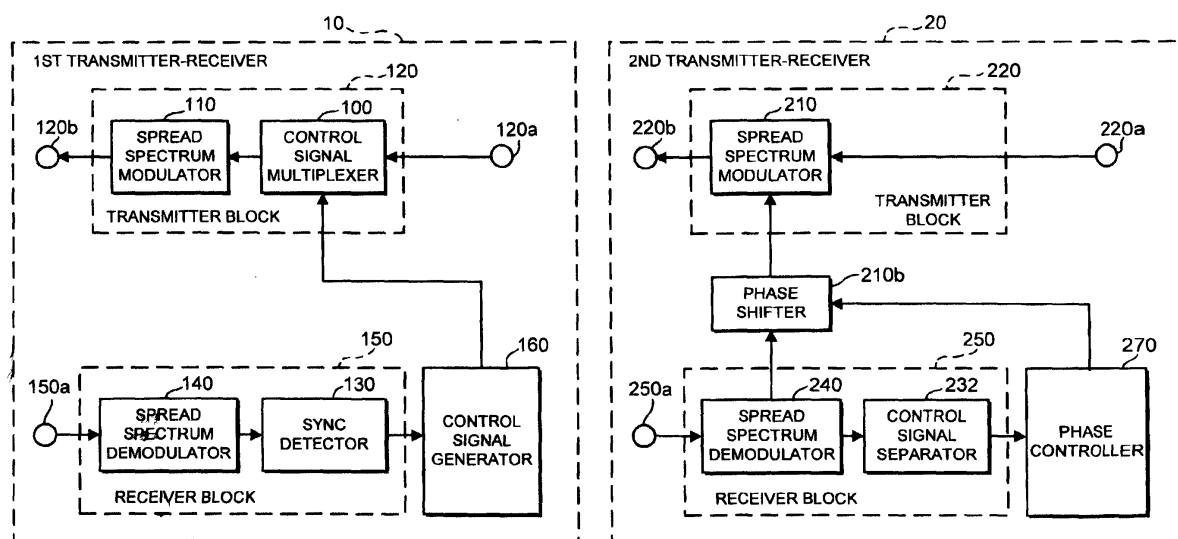 10
1ST TRANSMITTER-RECEIVER
120
110
100
120b
SPREAD
SPECTRUM
MODULATOR
CONTROL
SIGNAL
MULTIPLEXER
120a
TRANSMITTER BLOCK
150
160
150a
140
130
SPREAD
SPECTRUM
DEMODULATOR
SYNC
DETECTOR
CONTROL
SIGNAL
GENERATOR
RECEIVER BLOCK
20
2ND TRANSMITTER-RECEIVER
220
210
220b
SPREAD
SPECTRUM
MODULATOR
220a
TRANSMITTER
BLOCK
210b
PHASE
SHIFTER
250
270
250a
240
232
SPREAD
SPECTRUM
DEMODULATOR
CONTROL
SIGNAL
SEPARATOR
PHASE
CONTROLLER
RECEIVER BLOCK